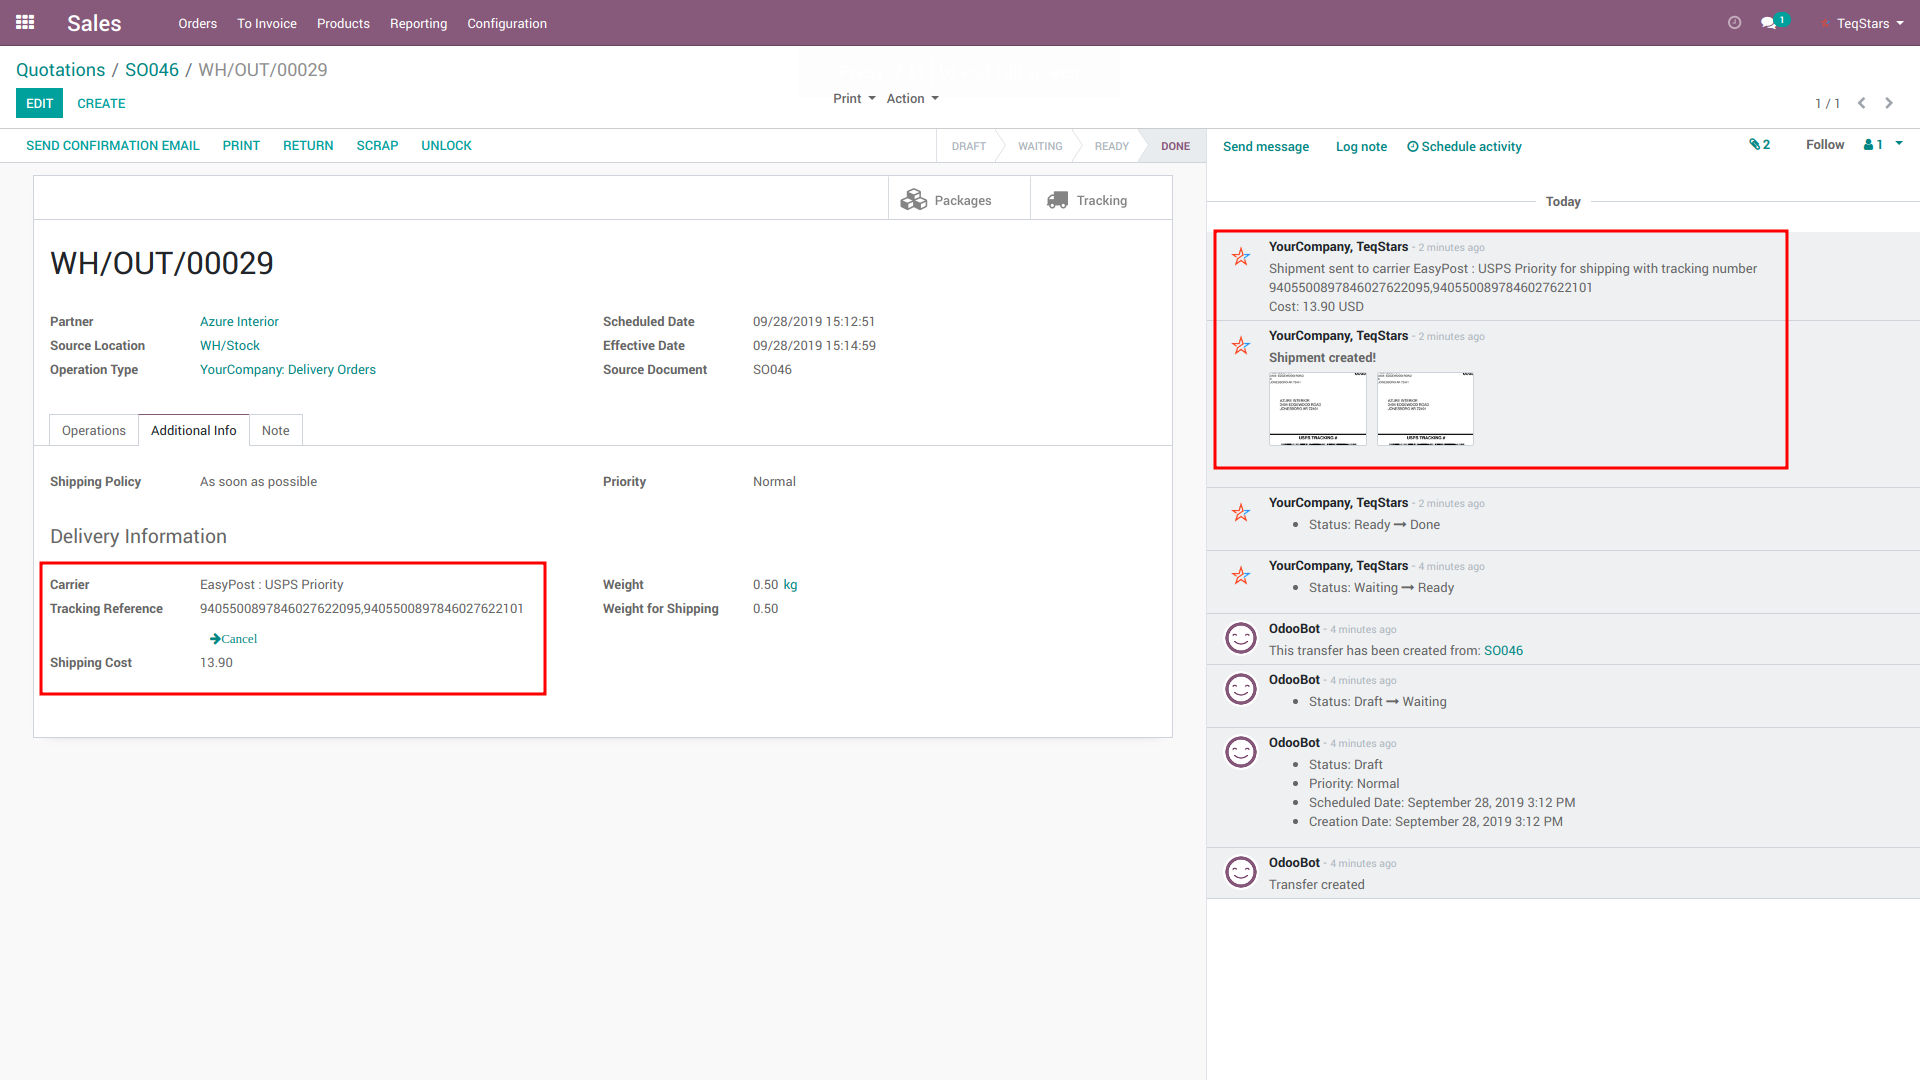 Sales
Orders To Invoice Products Reporting Configuration
1
TeqStars
Quotations / SO046 / WH/OUT/00029
EDIT CREATE
Print Action
1 / 1
SEND CONFIRMATION EMAIL PRINT RETURN SCRAP UNLOCK
DRAFT WAITING READY DONE
Packages
Tracking
WH/OUT/00029
Partner Azure Interior
Source Location WH/Stock
Operation Type YourCompany: Delivery Orders
Scheduled Date 09/28/2019 15:12:51
Effective Date 09/28/2019 15:14:59
Source Document SO046
Operations Additional Info Note
Shipping Policy As soon as possible
Priority Normal
Delivery Information
Carrier EasyPost : USPS Priority
Tracking Reference 9405500897846027622095,9405500897846027622101
Cancel
Shipping Cost 13.90
Weight 0.50 kg
Weight for Shipping 0.50
Send message Log note Schedule activity
2 Follow 1
Today
YourCompany, TeqStars - 2 minutes ago
Shipment sent to carrier EasyPost : USPS Priority for shipping with tracking number
9405500897846027622095,9405500897846027622101
Cost: 13.90 USD
YourCompany, TeqStars - 2 minutes ago
Shipment created!
AZURE INTERIOR
USPS TRACKING #
AZURE INTERIOR
USPS TRACKING #
YourCompany, TeqStars - 2 minutes ago
• Status: Ready → Done
YourCompany, TeqStars - 4 minutes ago
• Status: Waiting → Ready
OdooBot - 4 minutes ago
This transfer has been created from: SO046
OdooBot - 4 minutes ago
• Status: Draft → Waiting
OdooBot - 4 minutes ago
• Status: Draft
• Priority: Normal
• Scheduled Date: September 28, 2019 3:12 PM
• Creation Date: September 28, 2019 3:12 PM
OdooBot - 4 minutes ago
Transfer created